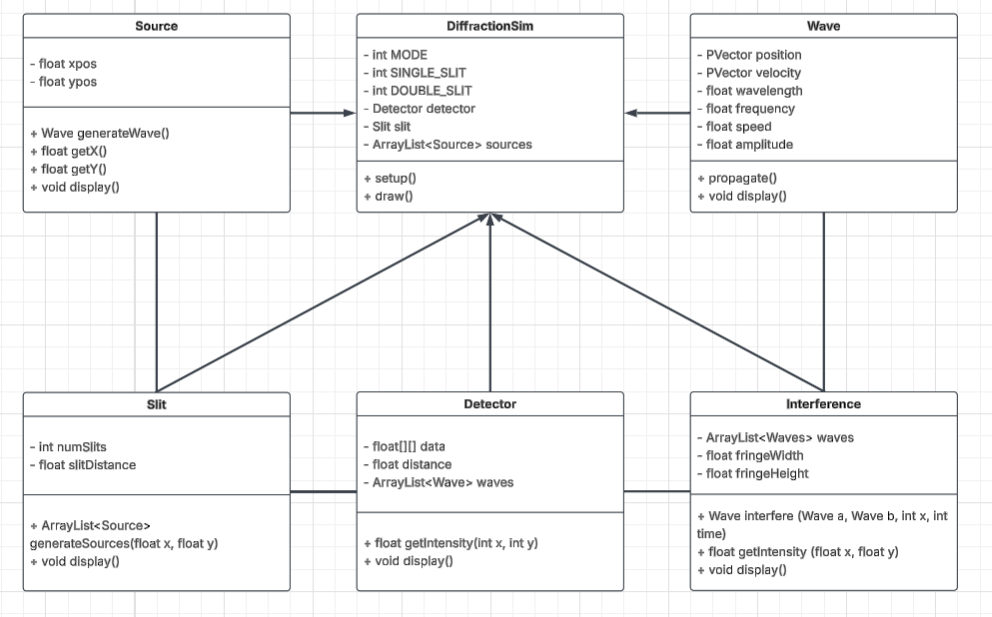 Source
- float xpos
- float ypos
+ Wave generateWave()
+ float getX()
+ float getY()
+ void display()
DiffractionSim
- int MODE
- int SINGLE_SLIT
- int DOUBLE_SLIT
- Detector detector
- Slit slit
- ArrayList<Source> sources
+ setup()
+ draw()
Wave
- PVector position
- PVector velocity
- float wavelength
- float frequency
- float speed
- float amplitude
+ propagate()
+ void display()
Slit
- int numSlits
- float slitDistance
+ ArrayList<Source>
generateSources(float x, float y)
+ void display()
Detector
- float[][] data
- float distance
- ArrayList<Wave> waves
+ float getIntensity(int x, int y)
+ void display()
Interference
- ArrayList<Waves> waves
- float fringeWidth
- float fringeHeight
+ Wave interfere (Wave a, Wave b, int x, int
time)
+ float getIntensity (float x, float y)
+ void display()